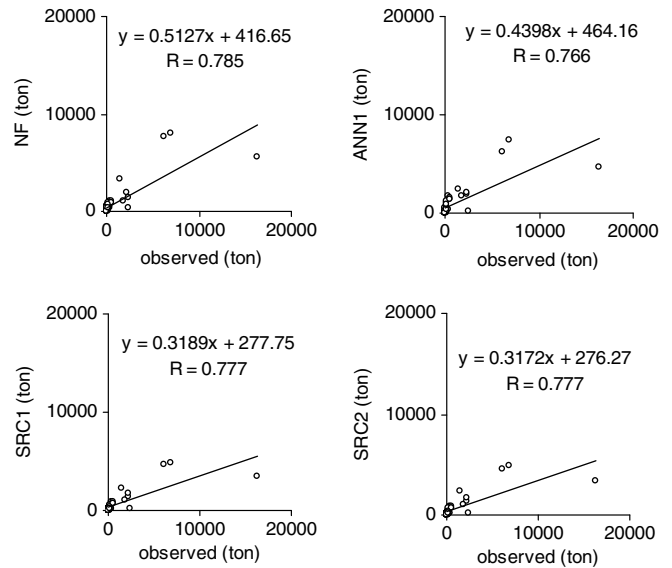 20000
y = 0.5127x + 416.65
R = 0.785
10000
0
0 10000 20000
NF (ton)
observed (ton)
20000
y = 0.4398x + 464.16
R = 0.766
10000
0
0 10000 20000
ANN1 (ton)
observed (ton)
20000
y = 0.3189x + 277.75
R = 0.777
10000
0
0 10000 20000
SRC1 (ton)
observed (ton)
20000
y = 0.3172x + 276.27
R = 0.777
10000
0
0 10000 20000
SRC2 (ton)
observed (ton)